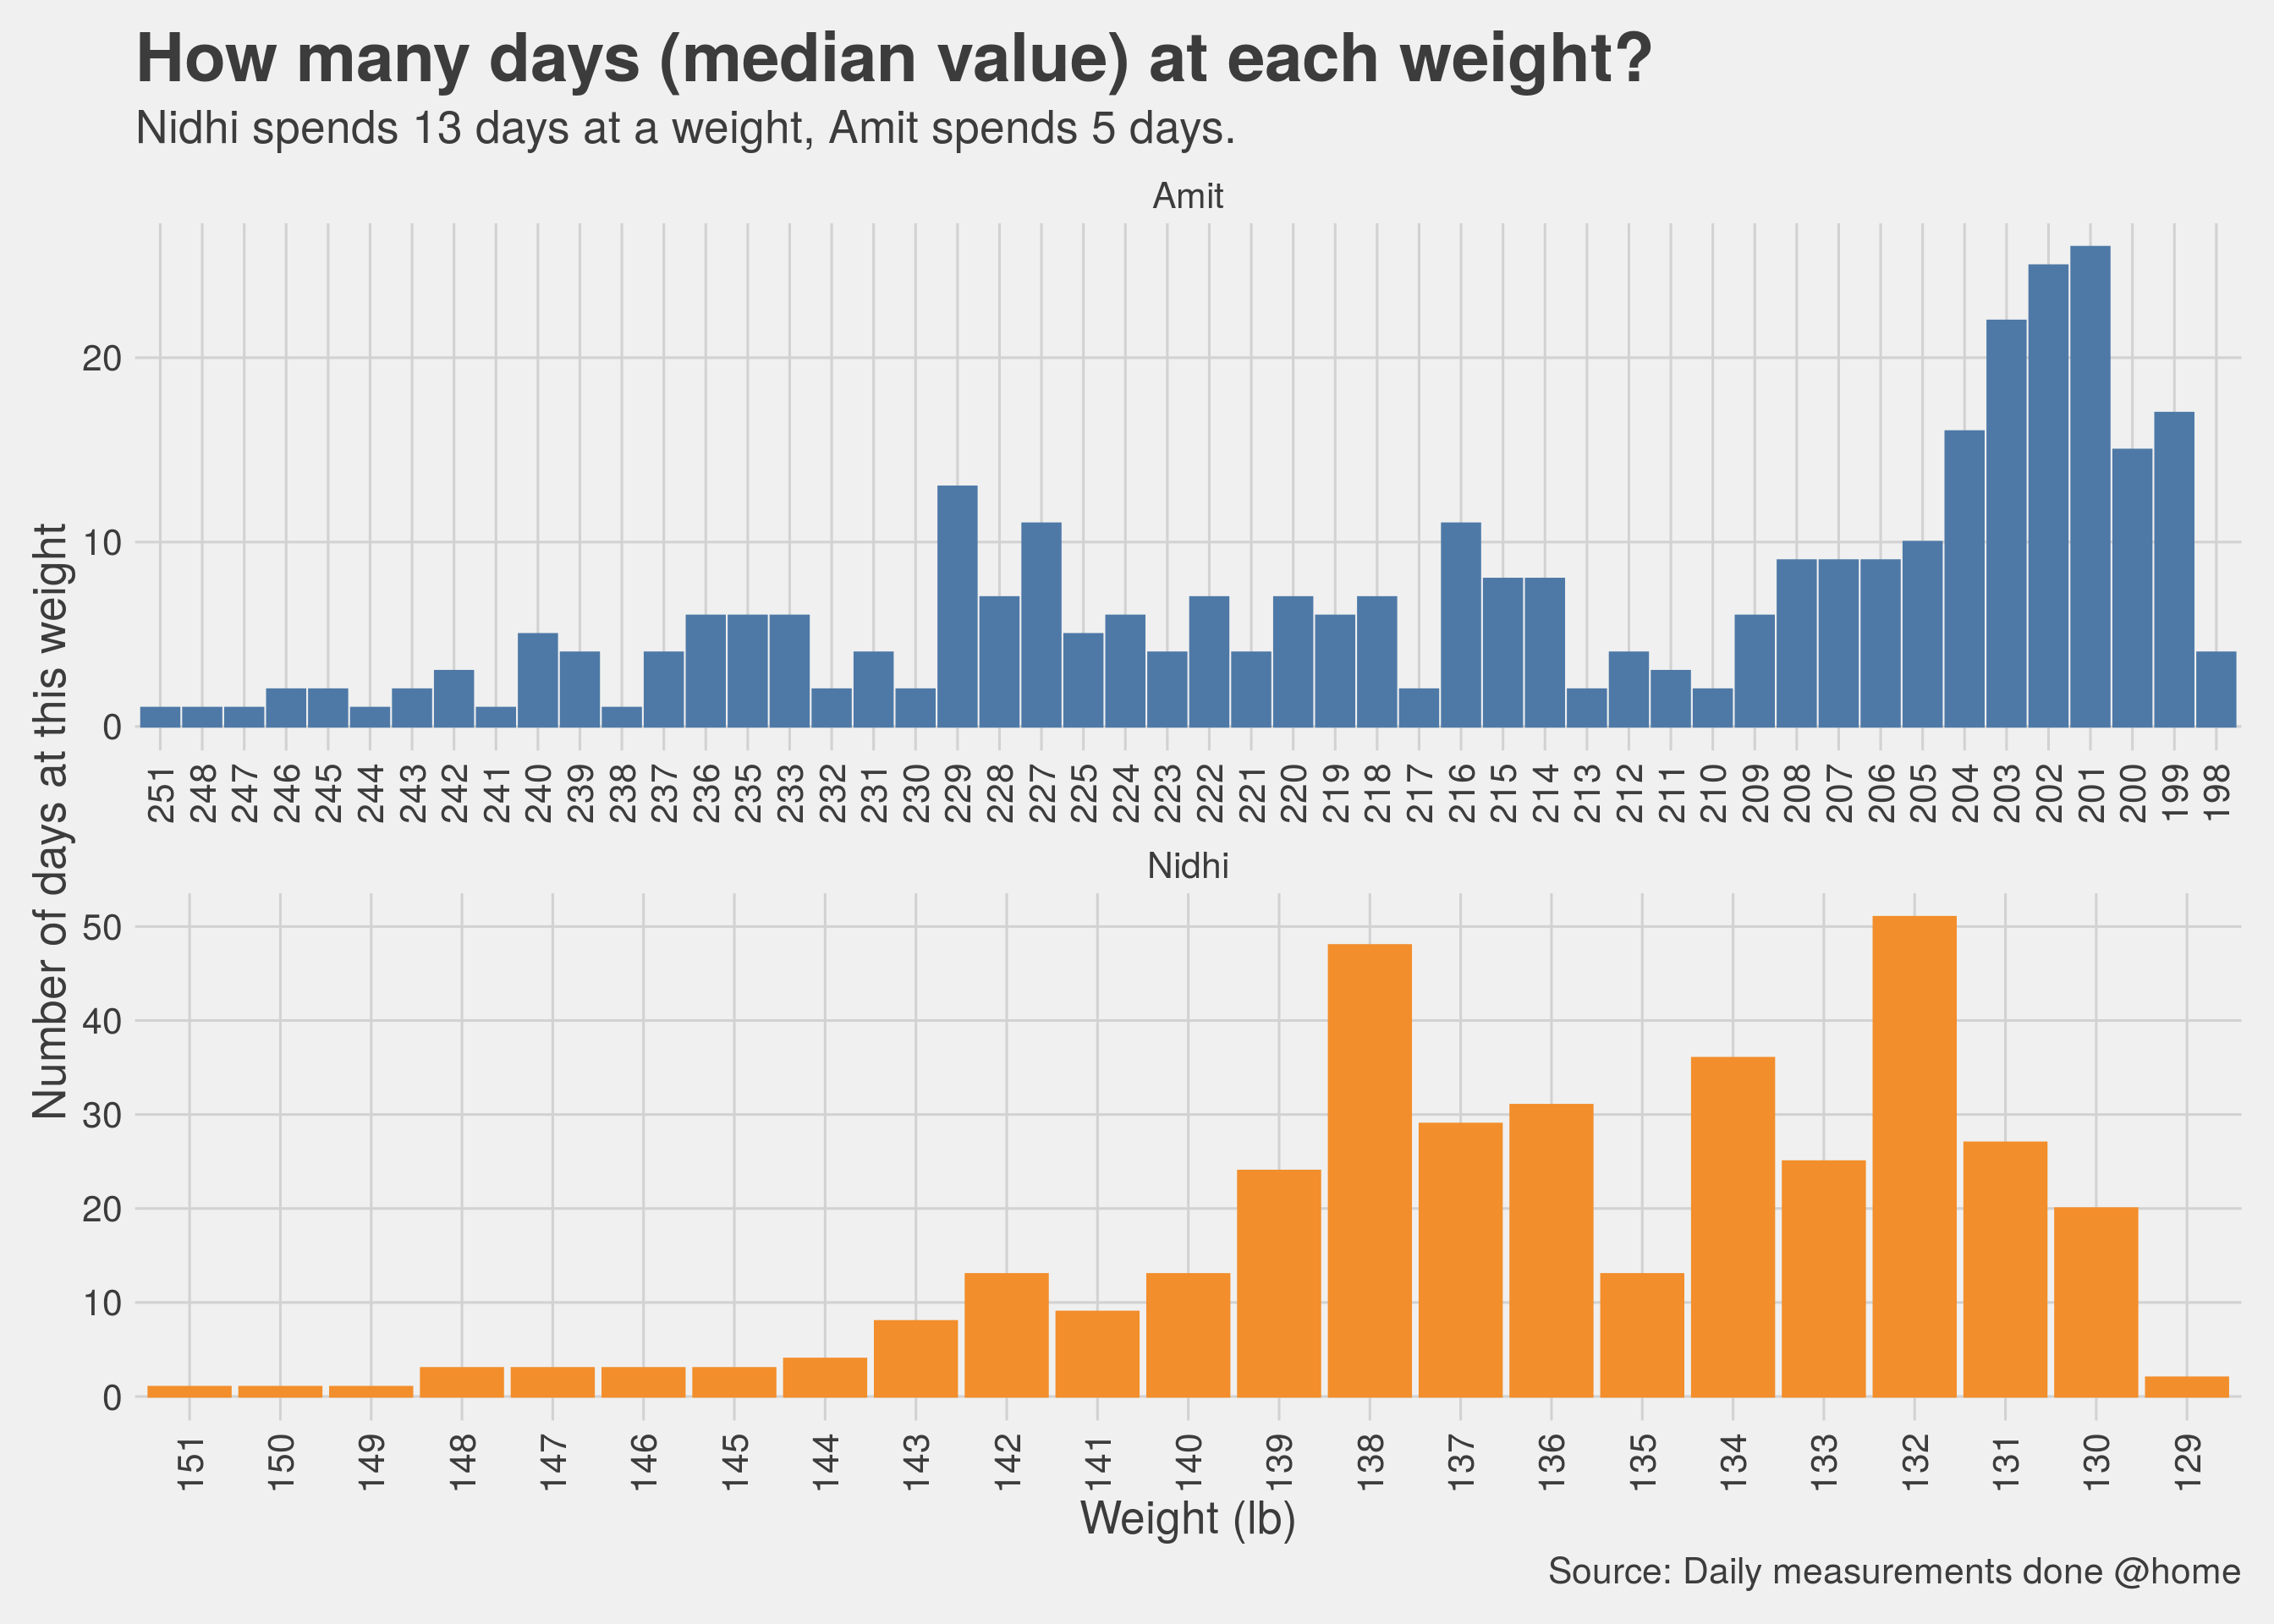 How many days (median value) at each weight?
Nidhi spends 13 days at a weight, Amit spends 5 days.
Amit
20
10
0
251 248 247 246 245 244 243 242 241 240 239 238 237 236 235 233 232 231 230 229 228 227 225 224 223 222 221 220 219 218 217 216 215 214 213 212 211 210 209 208 207 206 205 204 203 202 201 200 199 198
Number of days at this weight
Nidhi
50
40
30
20
10
0
151 150 149 148 147 146 145 144 143 142 141 140 139 138 137 136 135 134 133 132 131 130 129
Weight (lb)
Source: Daily measurements done @home